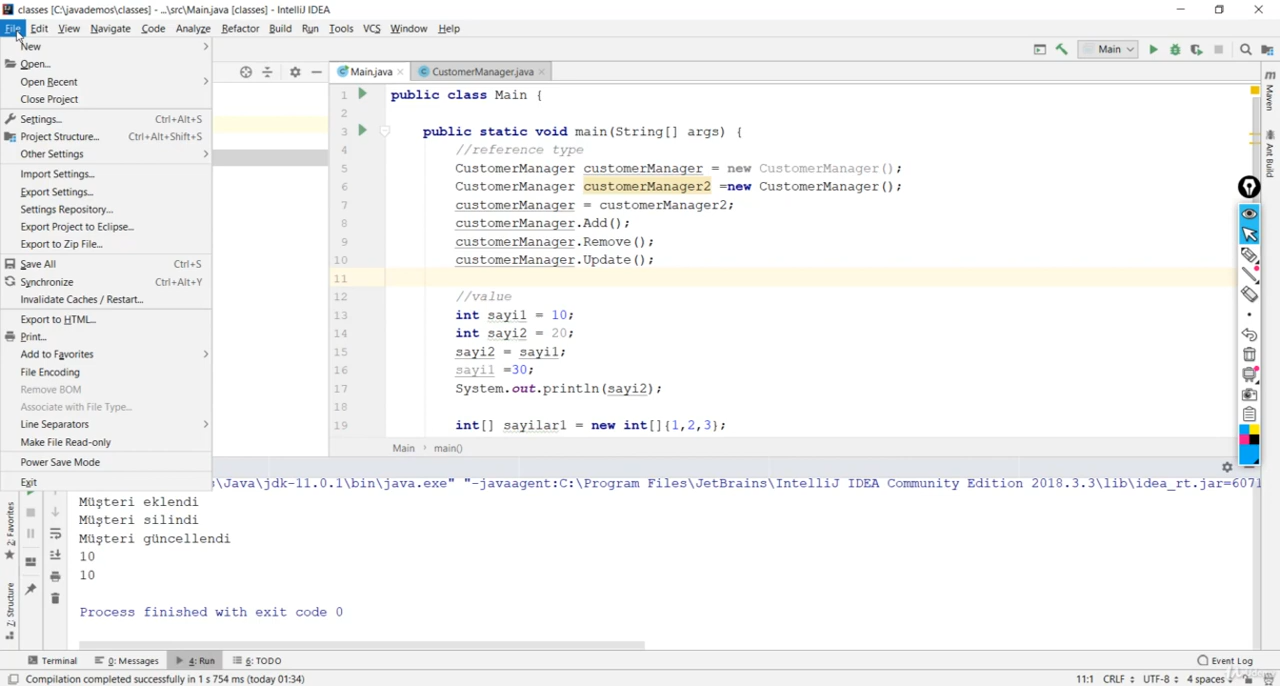 classes [C:\javademos\classes] - ...\src\Main.java [classes] - IntelliJ IDEA
File Edit View Navigate Code Analyze Refactor Build Run Tools VCS Window Help
New
Open...
Open Recent
Close Project
Settings... Ctrl+Alt+S
Project Structure... Ctrl+Alt+Shift+S
Other Settings
Import Settings...
Export Settings...
Settings Repository...
Export Project to Eclipse...
Export to Zip File...
Save All Ctrl+S
Synchronize Ctrl+Alt+Y
Invalidate Caches / Restart...
Export to HTML...
Print...
Add to Favorites
File Encoding
Remove BOM
Associate with File Type...
Line Separators
Make File Read-only
Power Save Mode
Exit
Main
Main.java CustomerManager.java
1 public class Main {
2
3 public static void main(String[] args) {
4 //reference type
5 CustomerManager customerManager = new CustomerManager();
6 CustomerManager customerManager2 =new CustomerManager();
7 customerManager = customerManager2;
8 customerManager.Add();
9 customerManager.Remove();
10 customerManager.Update();
11
12 //value
13 int sayi1 = 10;
14 int sayi2 = 20;
15 sayi2 = sayi1;
16 sayi1 =30;
17 System.out.println(sayi2);
18
19 int[] sayilar1 = new int[]{1,2,3};
Main › main()
Maven
Ant Build
s\Java\jdk-11.0.1\bin\java.exe" "-javaagent:C:\Program Files\JetBrains\IntelliJ IDEA Community Edition 2018.3.3\lib\idea_rt.jar=6071
Müşteri eklendi
Müşteri silindi
Müşteri güncellendi
10
10
Process finished with exit code 0
2: Favorites
7: Structure
Terminal 0: Messages 4: Run 6: TODO Event Log
Compilation completed successfully in 1 s 754 ms (today 01:34) 11:1 CRLF UTF-8 4 spaces